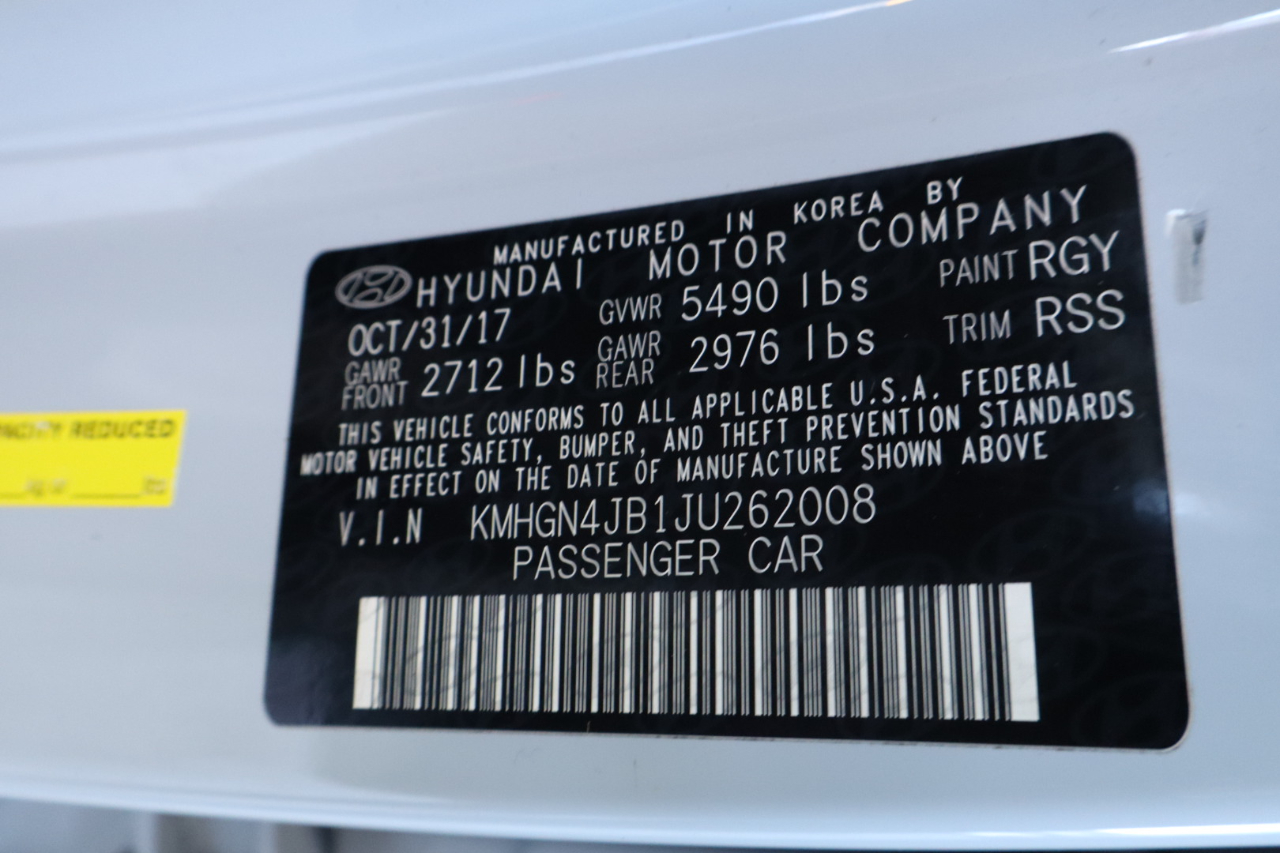 MANUFACTURED IN KOREA BY
HYUNDAI MOTOR COMPANY
OCT/31/17 GVWR 5490 lbs PAINT RGY
GAWR FRONT 2712 lbs GAWR REAR 2976 lbs TRIM RSS
THIS VEHICLE CONFORMS TO ALL APPLICABLE U.S.A. FEDERAL
MOTOR VEHICLE SAFETY, BUMPER, AND THEFT PREVENTION STANDARDS
IN EFFECT ON THE DATE OF MANUFACTURE SHOWN ABOVE
V.I.N KMHGN4JB1JU262008
PASSENGER CAR
REDUCED